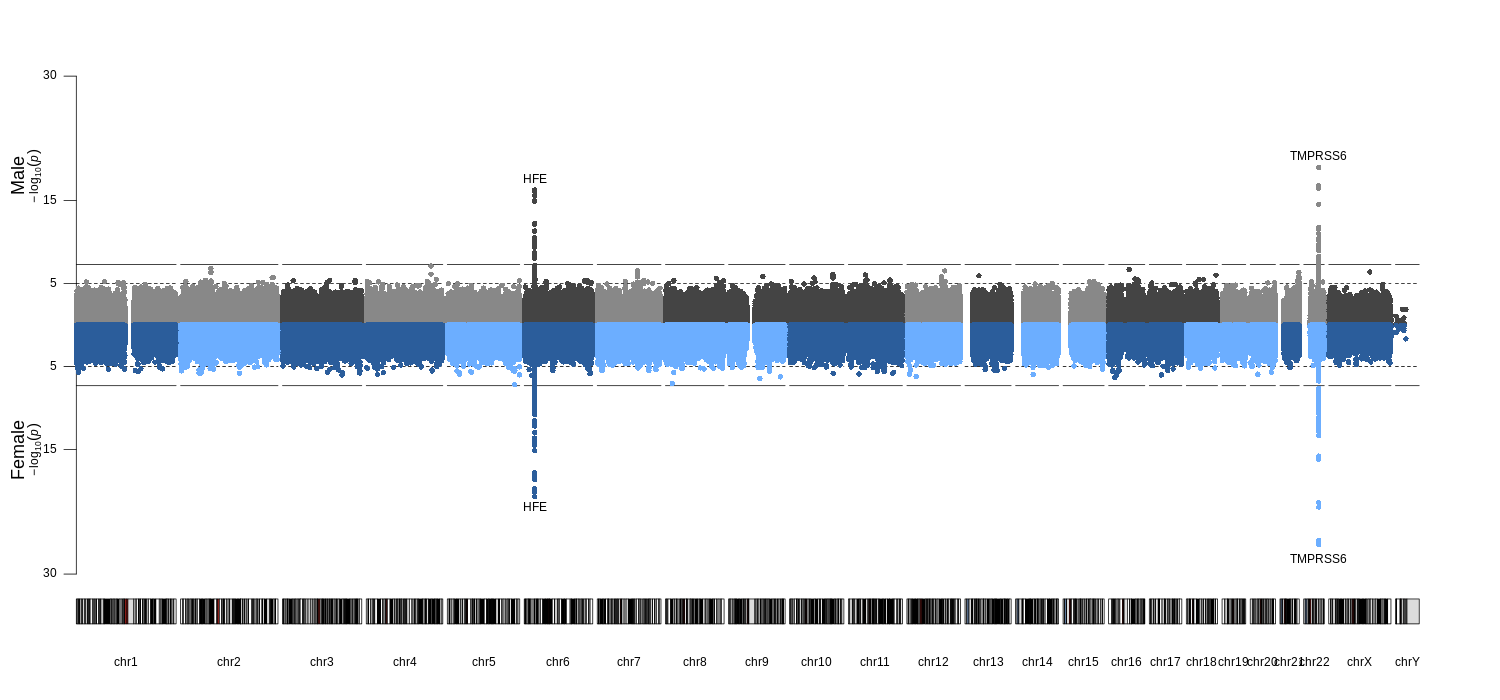 30
TMPRSS6
HFE
Male
−log10(p)
15
5
5
Female
−log10(p)
15
HFE
TMPRSS6
30
chr1 chr2 chr3 chr4 chr5 chr6 chr7 chr8 chr9 chr10 chr11 chr12 chr13 chr14 chr15 chr16 chr17 chr18 chr19 chr20 chr21 chr22 chrX chrY